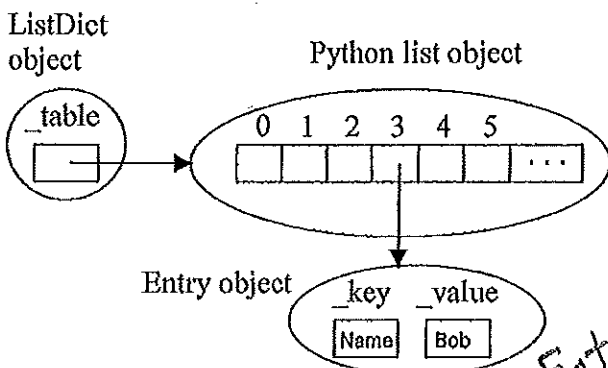 ListDict
object
Python list object
_table
0 1 2 3 4 5
...
Entry object
_key _value
Name Bob